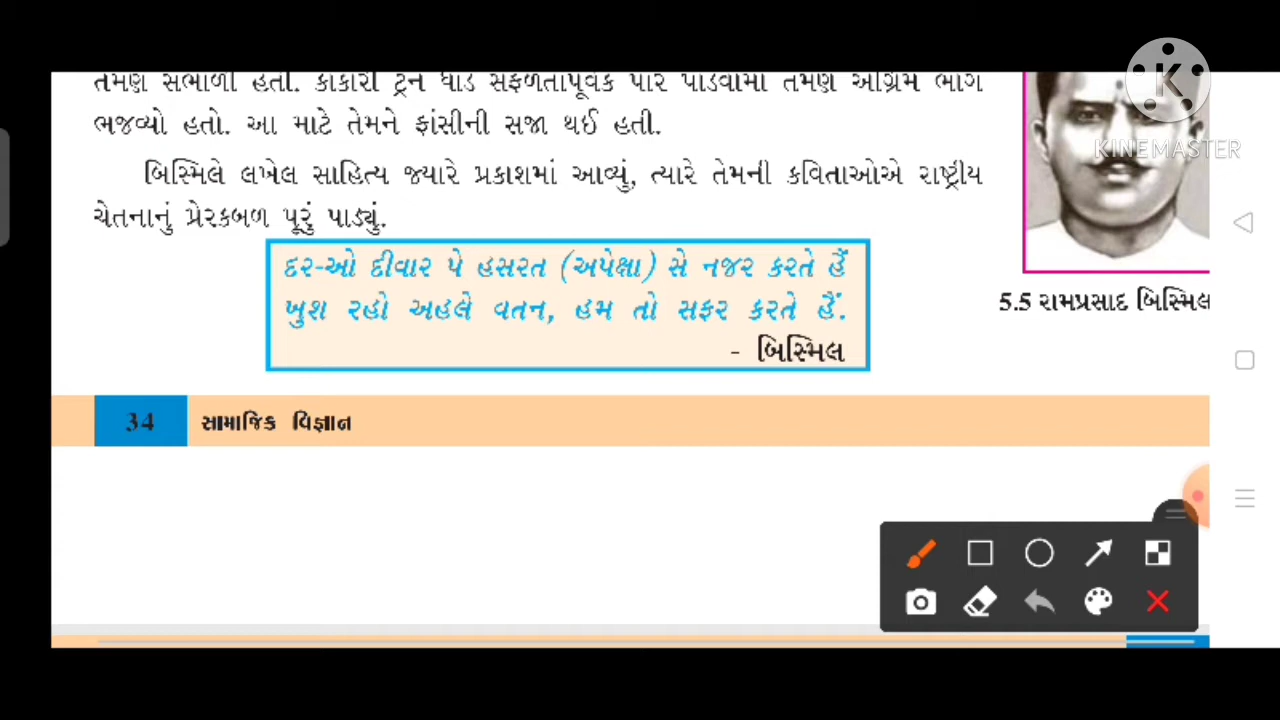 તેમણે સંભાળી હતી. કાકોરી ટ્રેન ધાડ સફળતાપૂર્વક પાર પાડવામાં તેમણે અગ્રિમ ભાગ
ભજવ્યો હતો. આ માટે તેમને ફાંસીની સજા થઈ હતી.
બિસ્મિલે લખેલ સાહિત્ય જ્યારે પ્રકાશમાં આવ્યું, ત્યારે તેમની કવિતાઓએ રાષ્ટ્રીય
ચેતનાનું પ્રેરકબળ પૂરું પાડ્યું.
દર-ઓ દીવાર પે હસરત (અપેક્ષા) સે નજર કરતે હૈં
ખુશ રહો અહલે વતન, હમ તો સફર કરતે હૈં.
- બિસ્મિલ
5.5 રામપ્રસાદ બિસ્મિલ
34 સામાજિક વિજ્ઞાન
K
KINEMASTER